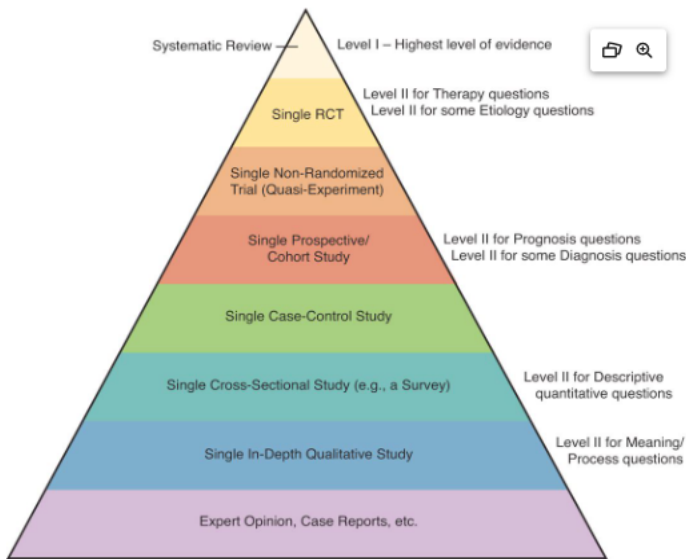 Systematic Review
Level I – Highest level of evidence
Level II for Therapy questions
Level II for some Etiology questions
Single RCT
Single Non-Randomized
Trial (Quasi-Experiment)
Single Prospective/
Cohort Study
Level II for Prognosis questions
Level II for some Diagnosis questions
Single Case-Control Study
Single Cross-Sectional Study (e.g., a Survey)
Level II for Descriptive
quantitative questions
Single In-Depth Qualitative Study
Level II for Meaning/
Process questions
Expert Opinion, Case Reports, etc.